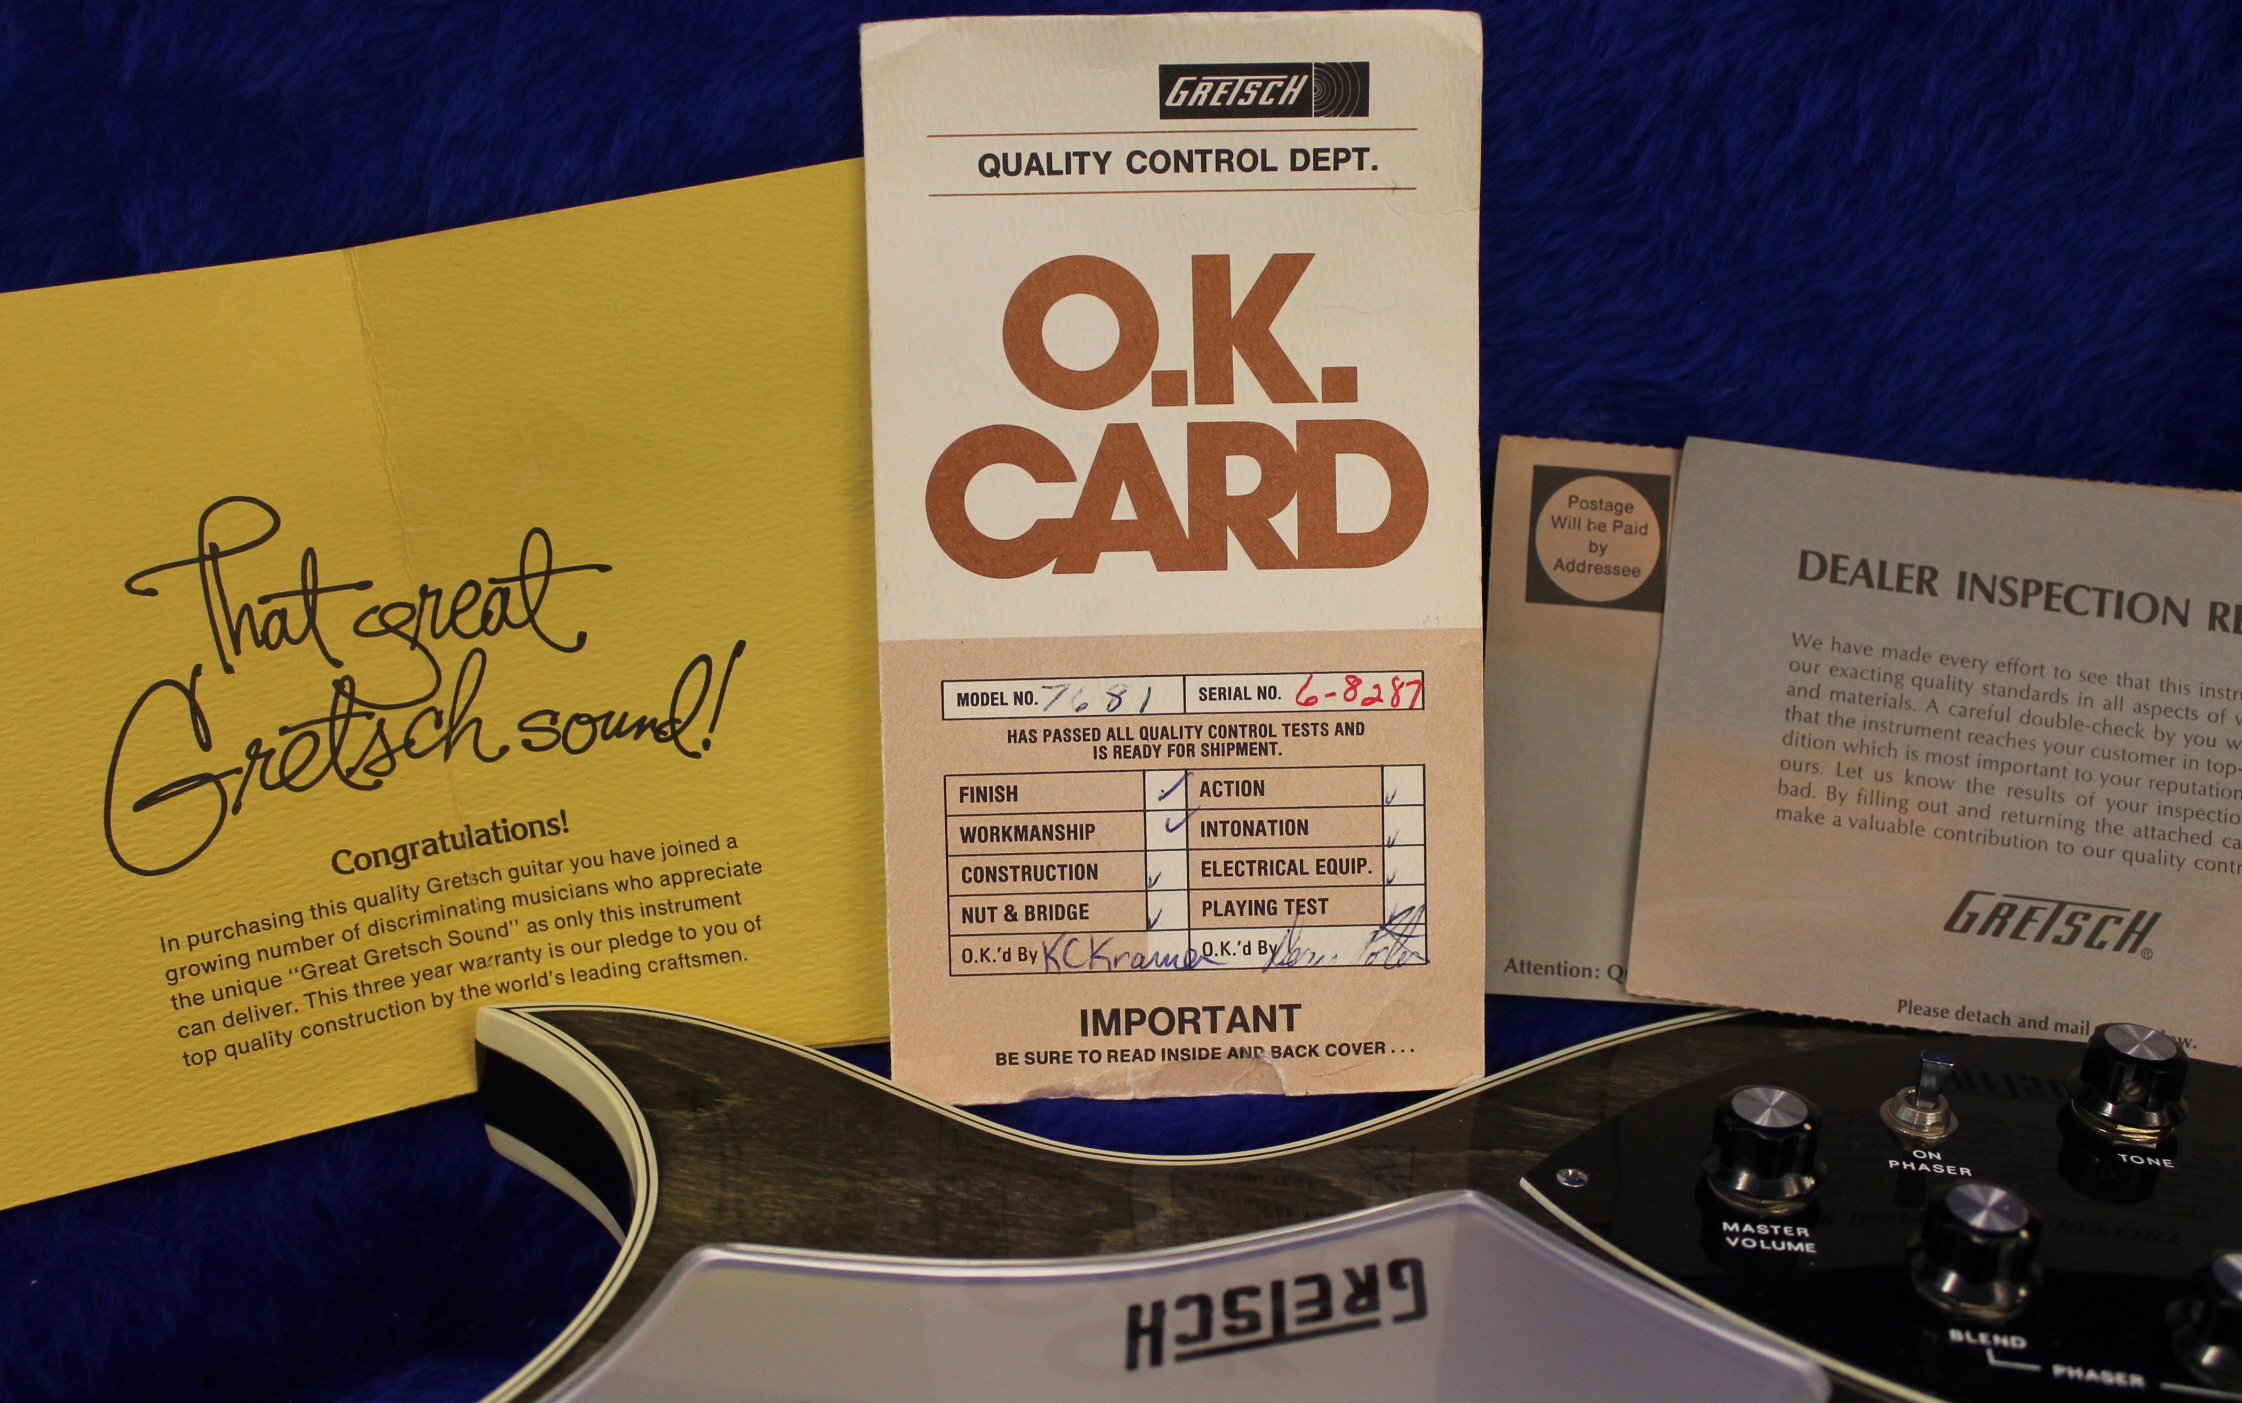 That great
Gretsch sound!
Congratulations!
In purchasing this quality Gretsch guitar you have joined a
growing number of discriminating musicians who appreciate
the unique "Great Gretsch Sound" as only this instrument
can deliver. This three year warranty is our pledge to you of
top quality construction by the world's leading craftsmen.
GRETSCH
QUALITY CONTROL DEPT.
O.K.
CARD
MODEL NO. 7681 SERIAL NO. 6-8287
HAS PASSED ALL QUALITY CONTROL TESTS AND
IS READY FOR SHIPMENT.
FINISH ✓ ACTION ✓
WORKMANSHIP ✓ INTONATION ✓
CONSTRUCTION ✓ ELECTRICAL EQUIP. ✓
NUT & BRIDGE ✓ PLAYING TEST ✓
O.K.'d By KCKramer O.K.'d By
IMPORTANT
BE SURE TO READ INSIDE AND BACK COVER...
Postage
Will be Paid
by
Addressee
Attention: Q
DEALER INSPECTION RE
We have made every effort to see that this instru
our exacting quality standards in all aspects of w
and materials. A careful double-check by you w
that the instrument reaches your customer in top-
dition which is most important to your reputation
ours. Let us know the results of your inspectio
bad. By filling out and returning the attached ca
make a valuable contribution to our quality contr
GRETSCH®
Please detach and mail w.
ON
PHASER
TONE
MASTER
VOLUME
BLEND
PHASER
GRETSCH